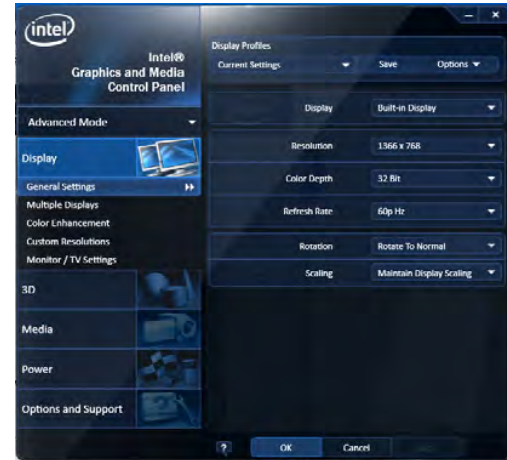 intel
Intel®
Graphics and Media
Control Panel
Advanced Mode
Display
General Settings
Multiple Displays
Color Enhancement
Custom Resolutions
Monitor / TV Settings
3D
Media
Power
Options and Support
Display Profiles
Current Settings Save Options
Display Built-in Display
Resolution 1366 x 768
Color Depth 32 Bit
Refresh Rate 60p Hz
Rotation Rotate To Normal
Scaling Maintain Display Scaling
? OK Cancel